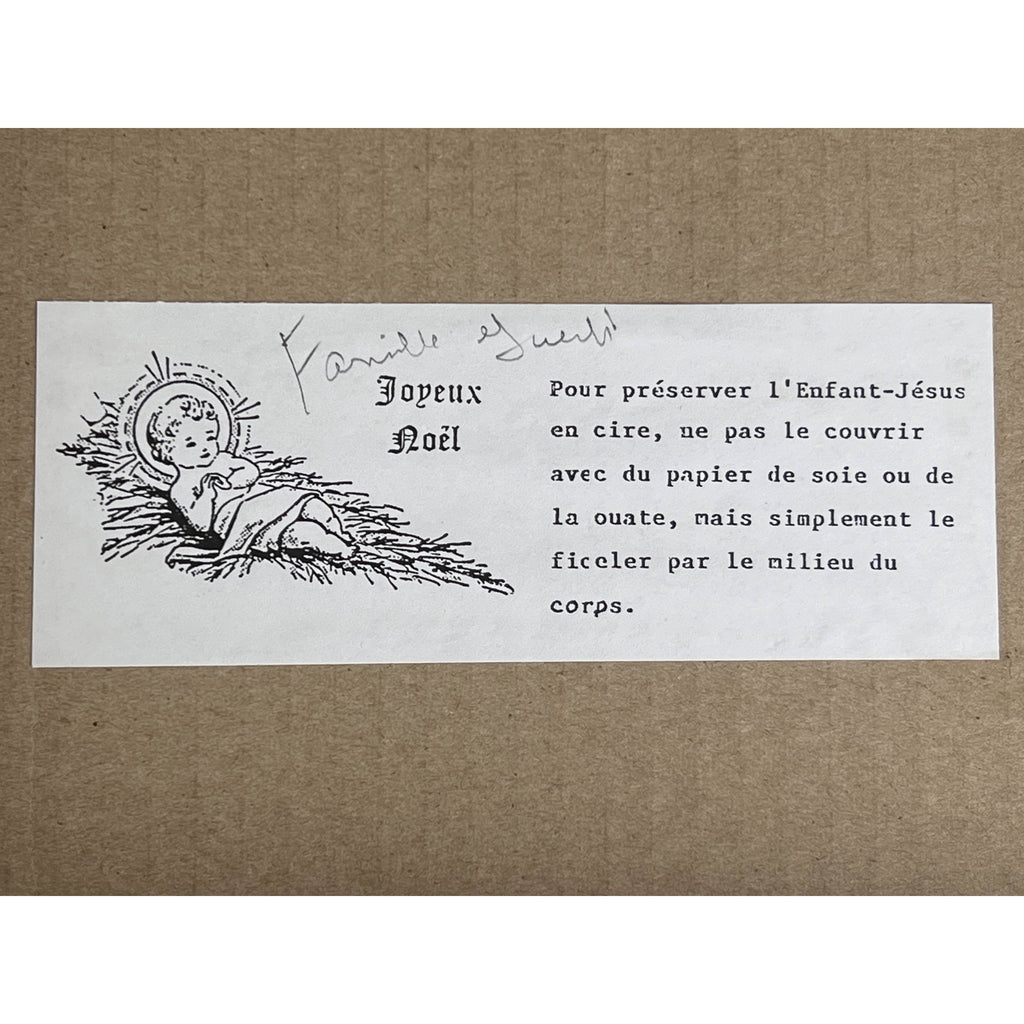 Famille
Joyeux
Noël
Pour préserver l'Enfant-Jésus
en cire, ne pas le couvrir
avec du papier de soie ou de
la ouate, mais simplement le
ficeler par le milieu du
corps.